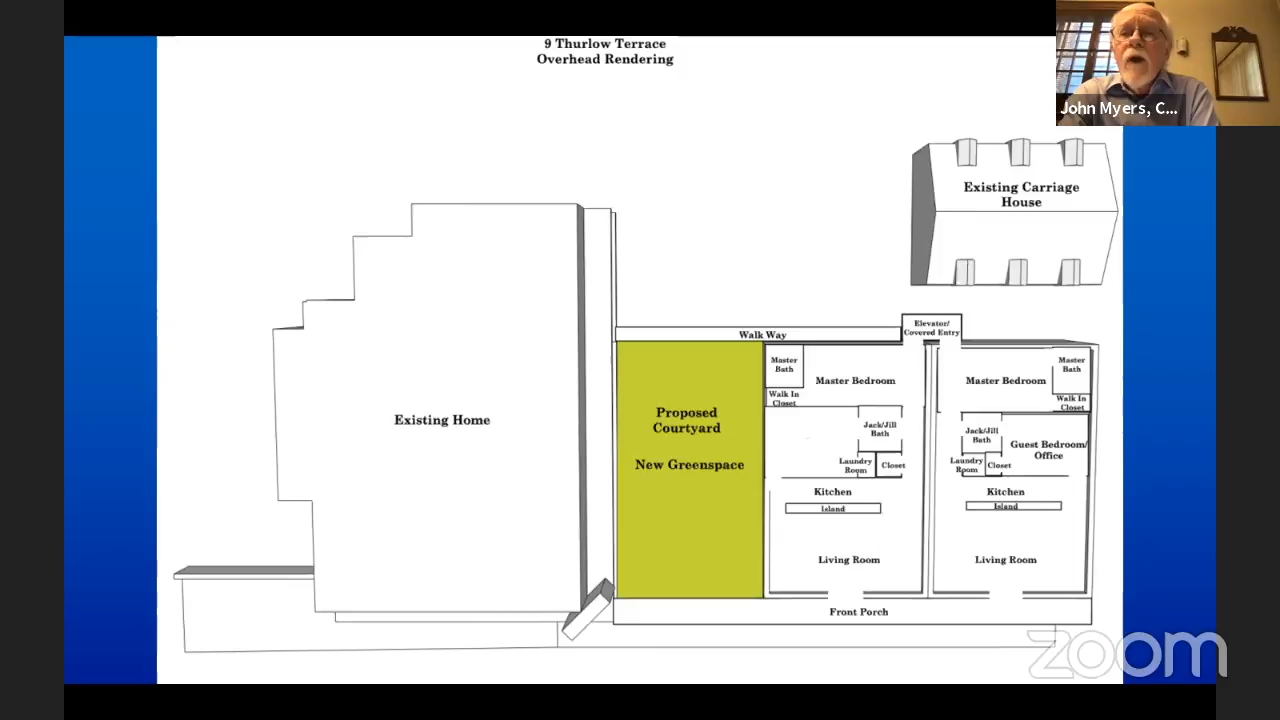 9 Thurlow Terrace
Overhead Rendering
John Myers, C...
Existing Carriage
House
Elevator/
Covered Entry
Walk Way
Master
Bath
Master Bedroom
Walk In
Closet
Master Bedroom
Master
Bath
Walk In
Closet
Existing Home
Proposed
Courtyard
New Greenspace
Jack/Jill
Bath
Laundry
Room
Closet
Jack/Jill
Bath
Guest Bedroom/
Office
Laundry
Room
Closet
Kitchen
Island
Kitchen
Island
Living Room
Living Room
Front Porch
zoom